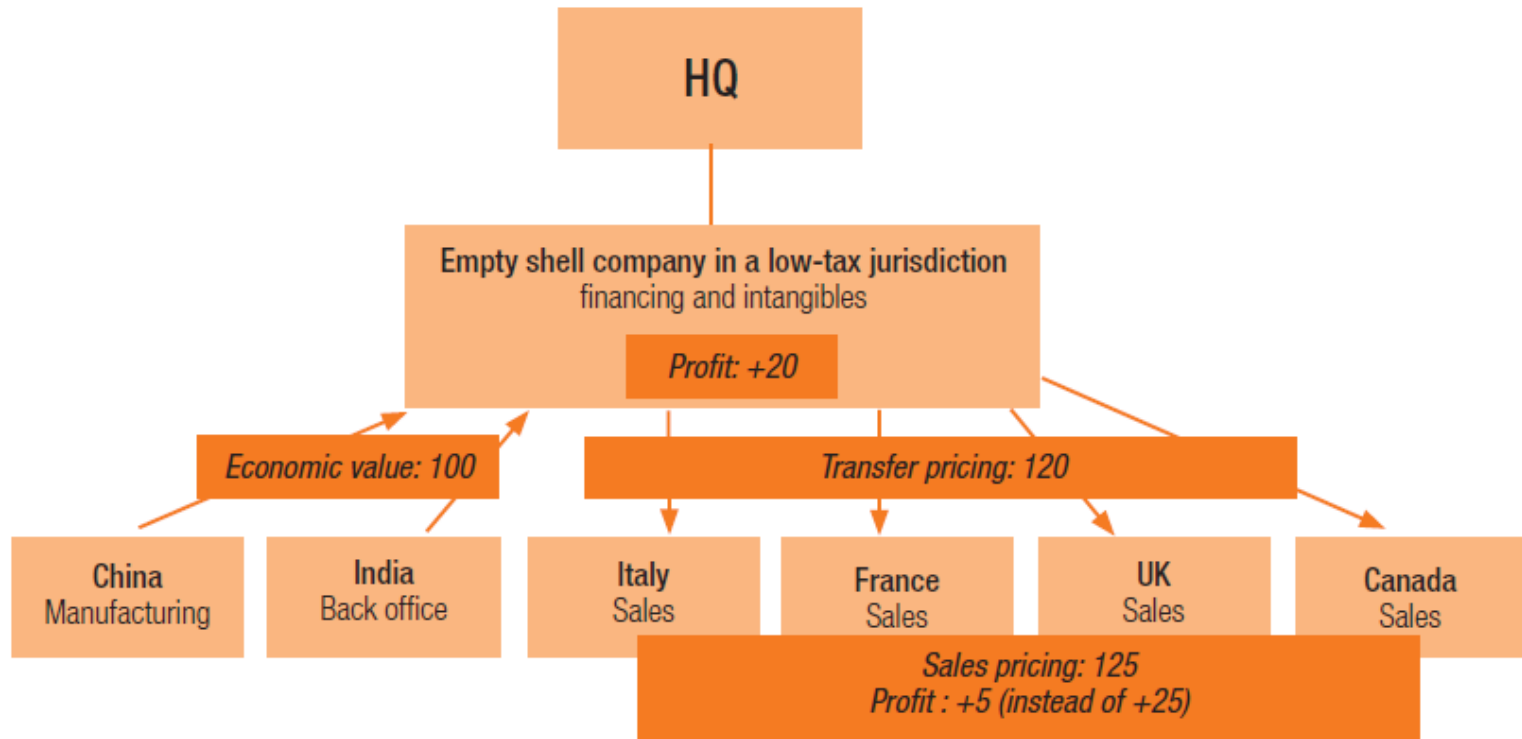 HQ
Empty shell company in a low-tax jurisdiction
financing and intangibles
Profit: +20
Economic value: 100
Transfer pricing: 120
China
Manufacturing
India
Back office
Italy
Sales
France
Sales
UK
Sales
Canada
Sales
Sales pricing: 125
Profit : +5 (instead of +25)